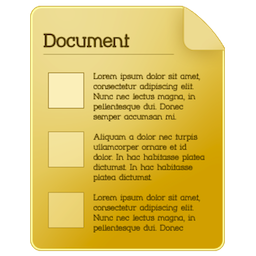 Document
Lorem ipsum dolor sit am,
consectetur adipiscing elit.
Nunc nec lectus magna, in
pellentesque dui. Donec
semper accumsan mi.
Aliquam a dolor nec turpis
ullamcorper ornare et id
dolor. In hac habitasse platea
dictumst. In hac habitasse
platea dictumst.
Lorem ipsum dolor sit am,
consectetur adipiscing elit.
Nunc nec lectus magna, in
pellentesque dui. Donec